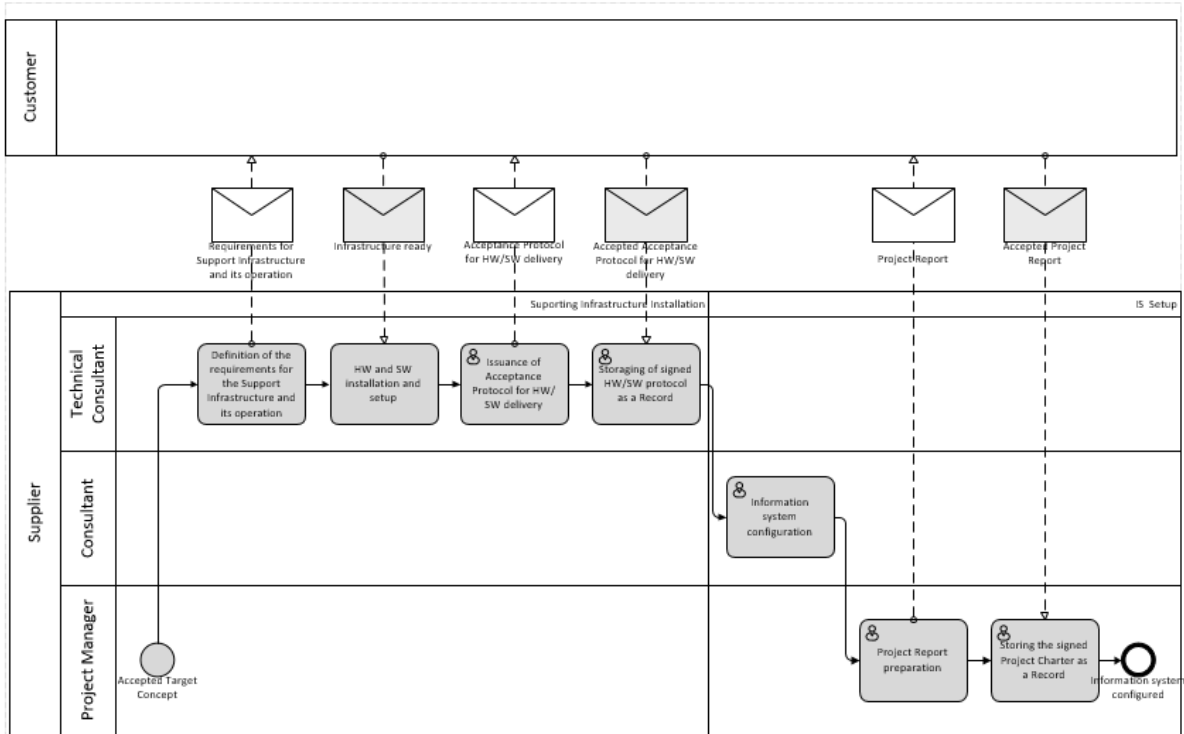 Customer
Requirements for
Support Infrastructure
and its operation
Infrastructure ready
Acceptance Protocol
for HW/SW delivery
Accepted Acceptance
Protocol for HW/SW
delivery
Project Report
Accepted Project
Report
Supplier
Suporting Infrastructure Installation
IS Setup
Technical
Consultant
Definition of the
requirements for
the Support
Infrastructure and
its operation
HW and SW
installation and
setup
Issuance of
Acceptance
Protocol for HW/
SW delivery
Storaging of signed
HW/SW protocol
as a Record
Consultant
Information
system
configuration
Project Manager
Accepted Target
Concept
Project Report
preparation
Storing the signed
Project Charter as
a Record
Information system
configured